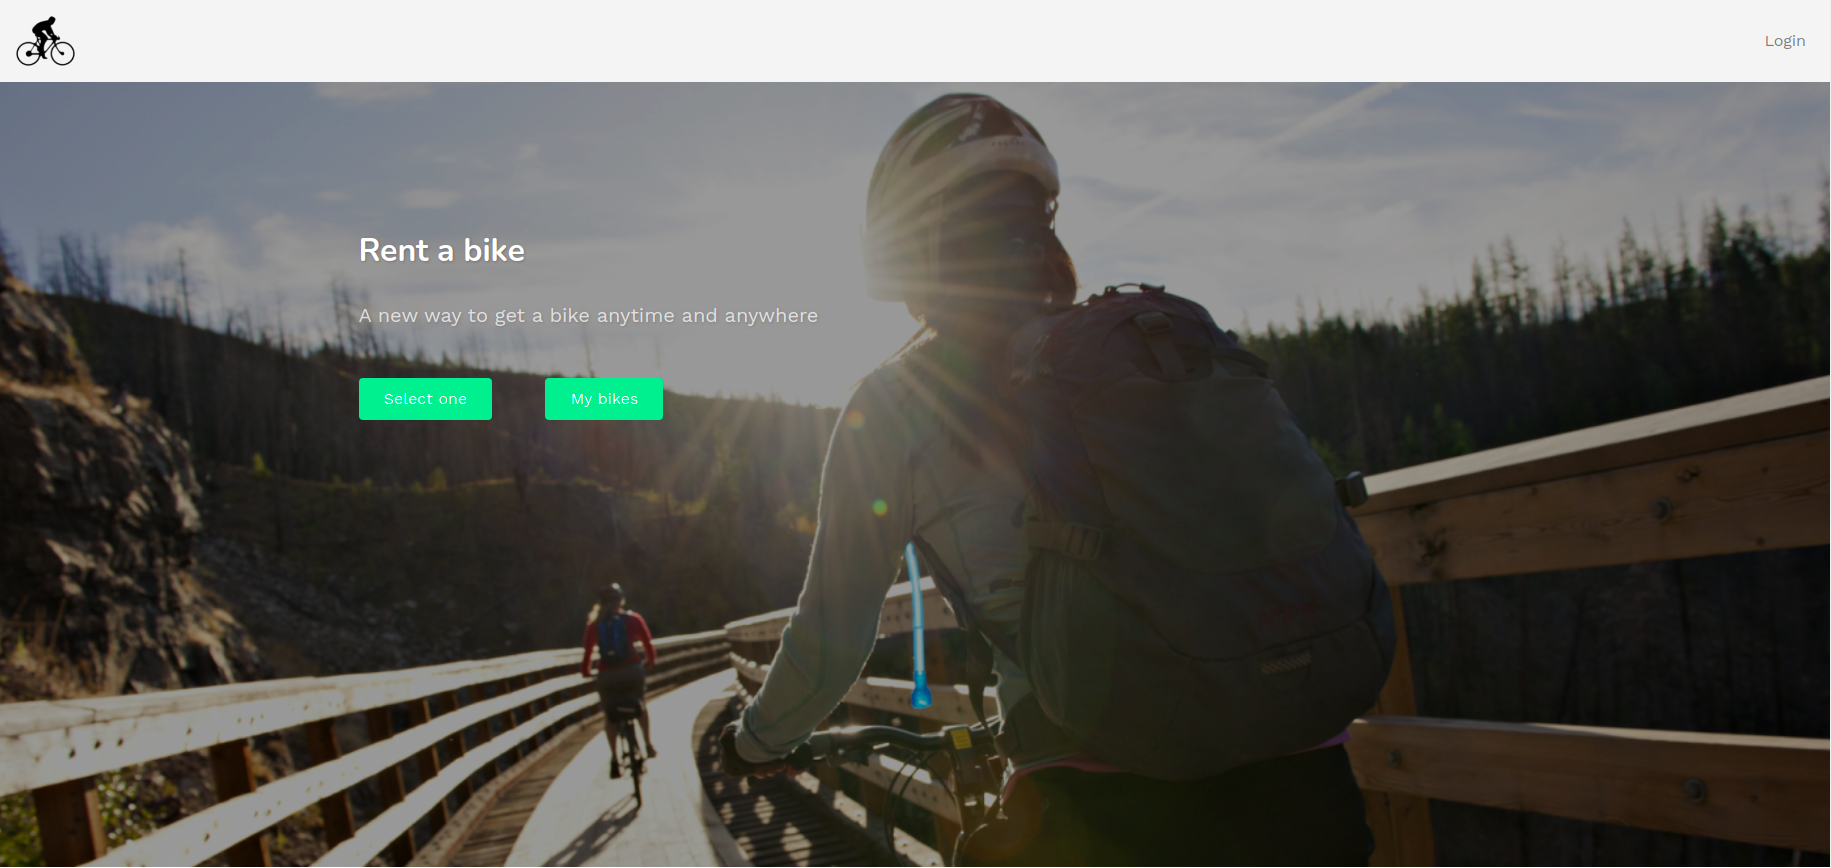 Login
Rent a bike
A new way to get a bike anytime and anywhere
Select one
My bikes